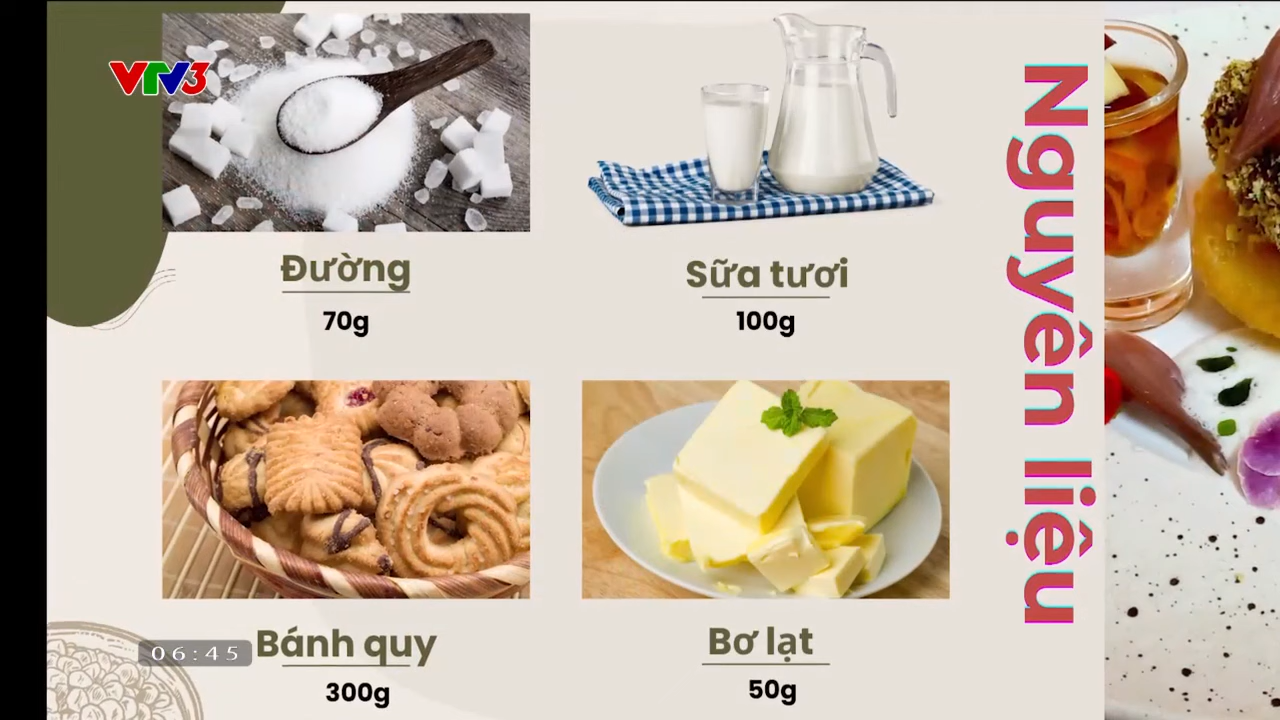 VTV3
Đường
70g
Sữa tươi
100g
Bánh quy
300g
Bơ lạt
50g
Nguyên liệu
06:45